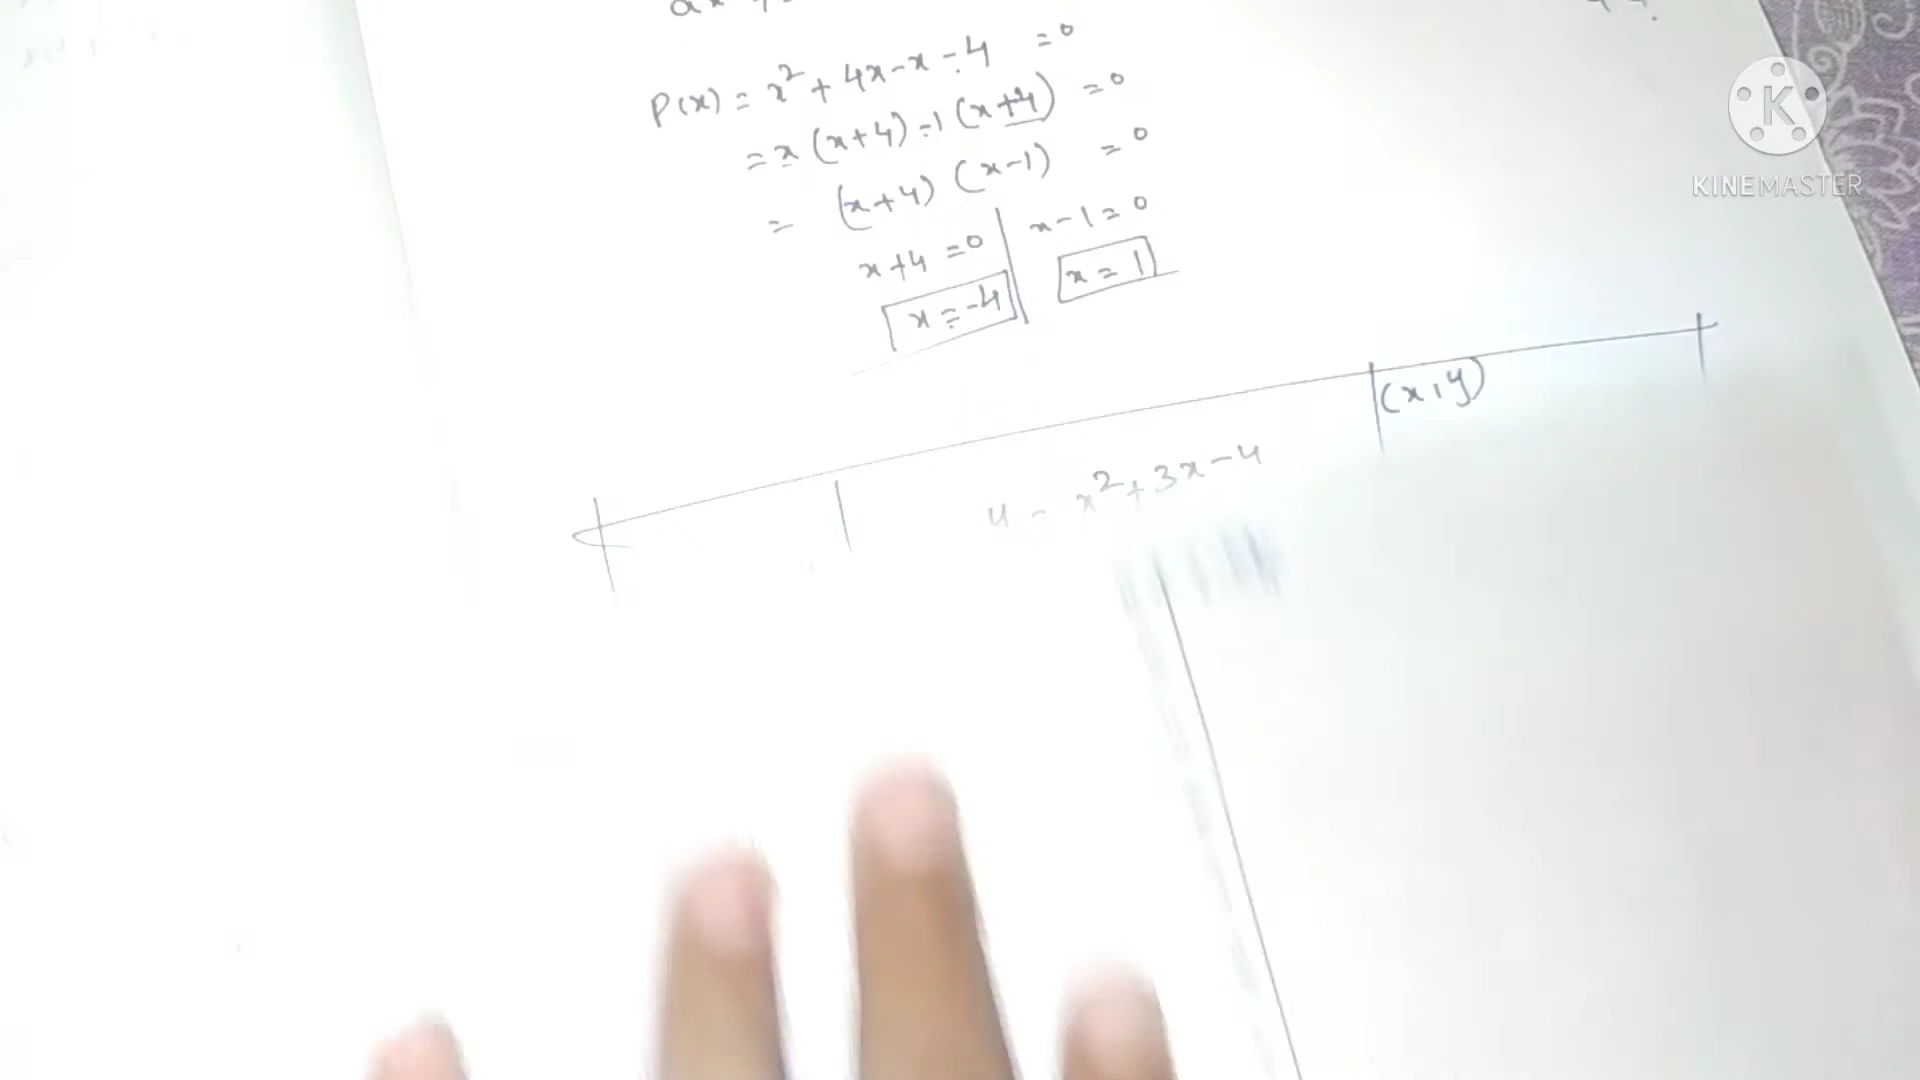 P(x) = x² + 4x - x - 4 = 0
= x (x+4) -1 (x+4) = 0
= (x+4) (x-1) = 0
x+4 = 0 | x-1 = 0
x = -4 x = 1
(x, y)
y = x² + 3x - 4
KINEMASTER